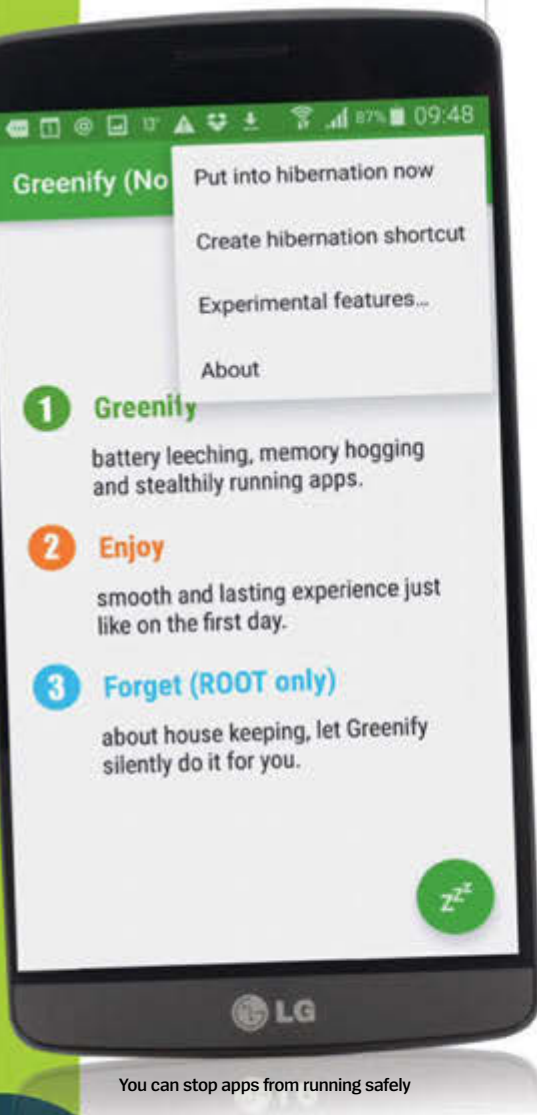 87% 09:48
Greenify (No
Put into hibernation now
Create hibernation shortcut
Experimental features...
About
1 Greenify
battery leeching, memory hogging
and stealthily running apps.
2 Enjoy
smooth and lasting experience just
like on the first day.
3 Forget (ROOT only)
about house keeping, let Greenify
silently do it for you.
zzz
LG
You can stop apps from running safely